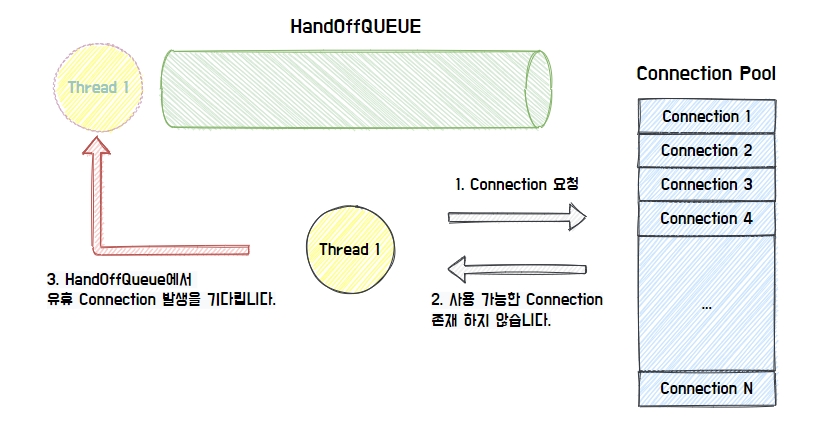 HandOffQUEUE
Thread 1
Connection Pool
Connection 1
Connection 2
Connection 3
Connection 4
...
Connection N
1. Connection 요청
Thread 1
2. 사용 가능한 Connection
존재 하지 않습니다.
3. HandOffQueue에서
유휴 Connection 발생을 기다립니다.